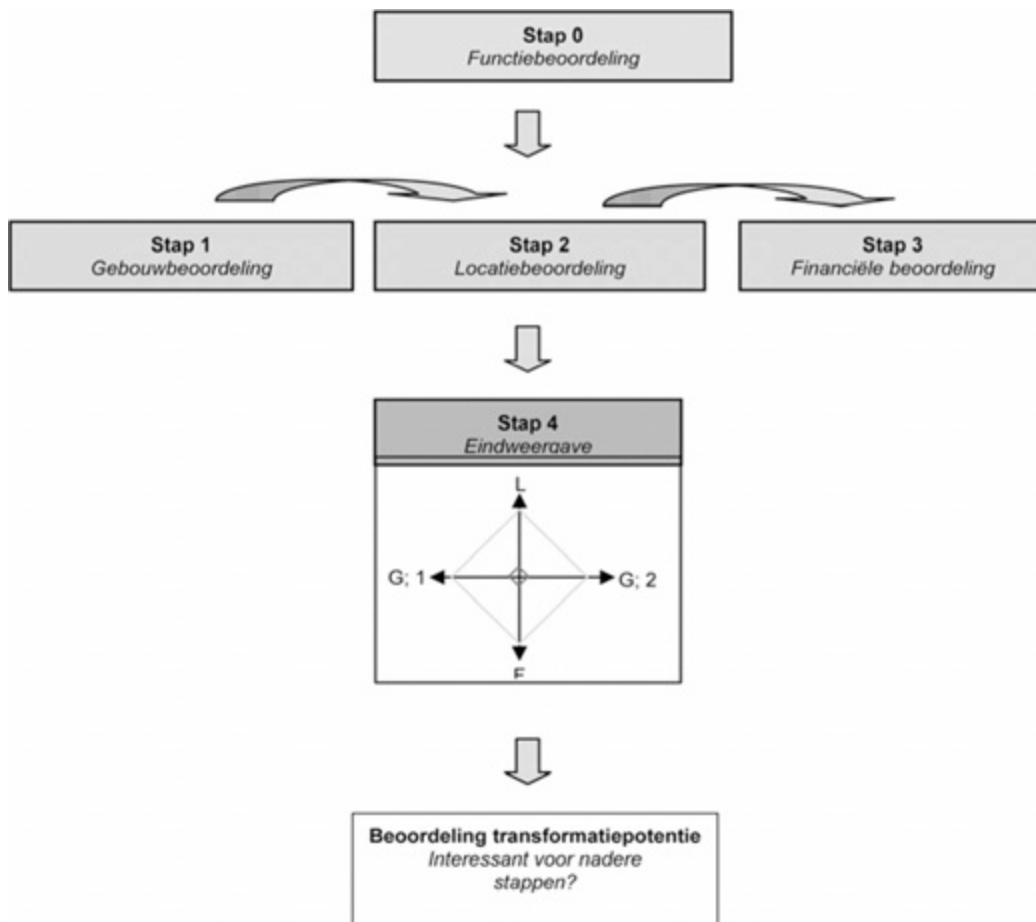 Stap 0
Functiebeoordeling
Stap 1
Gebouwbeoordeling
Stap 2
Locatiebeoordeling
Stap 3
Financiële beoordeling
Stap 4
Eindweergave
L
G; 1
G; 2
F
Beoordeling transformatiepotentie
Interessant voor nadere
stappen?